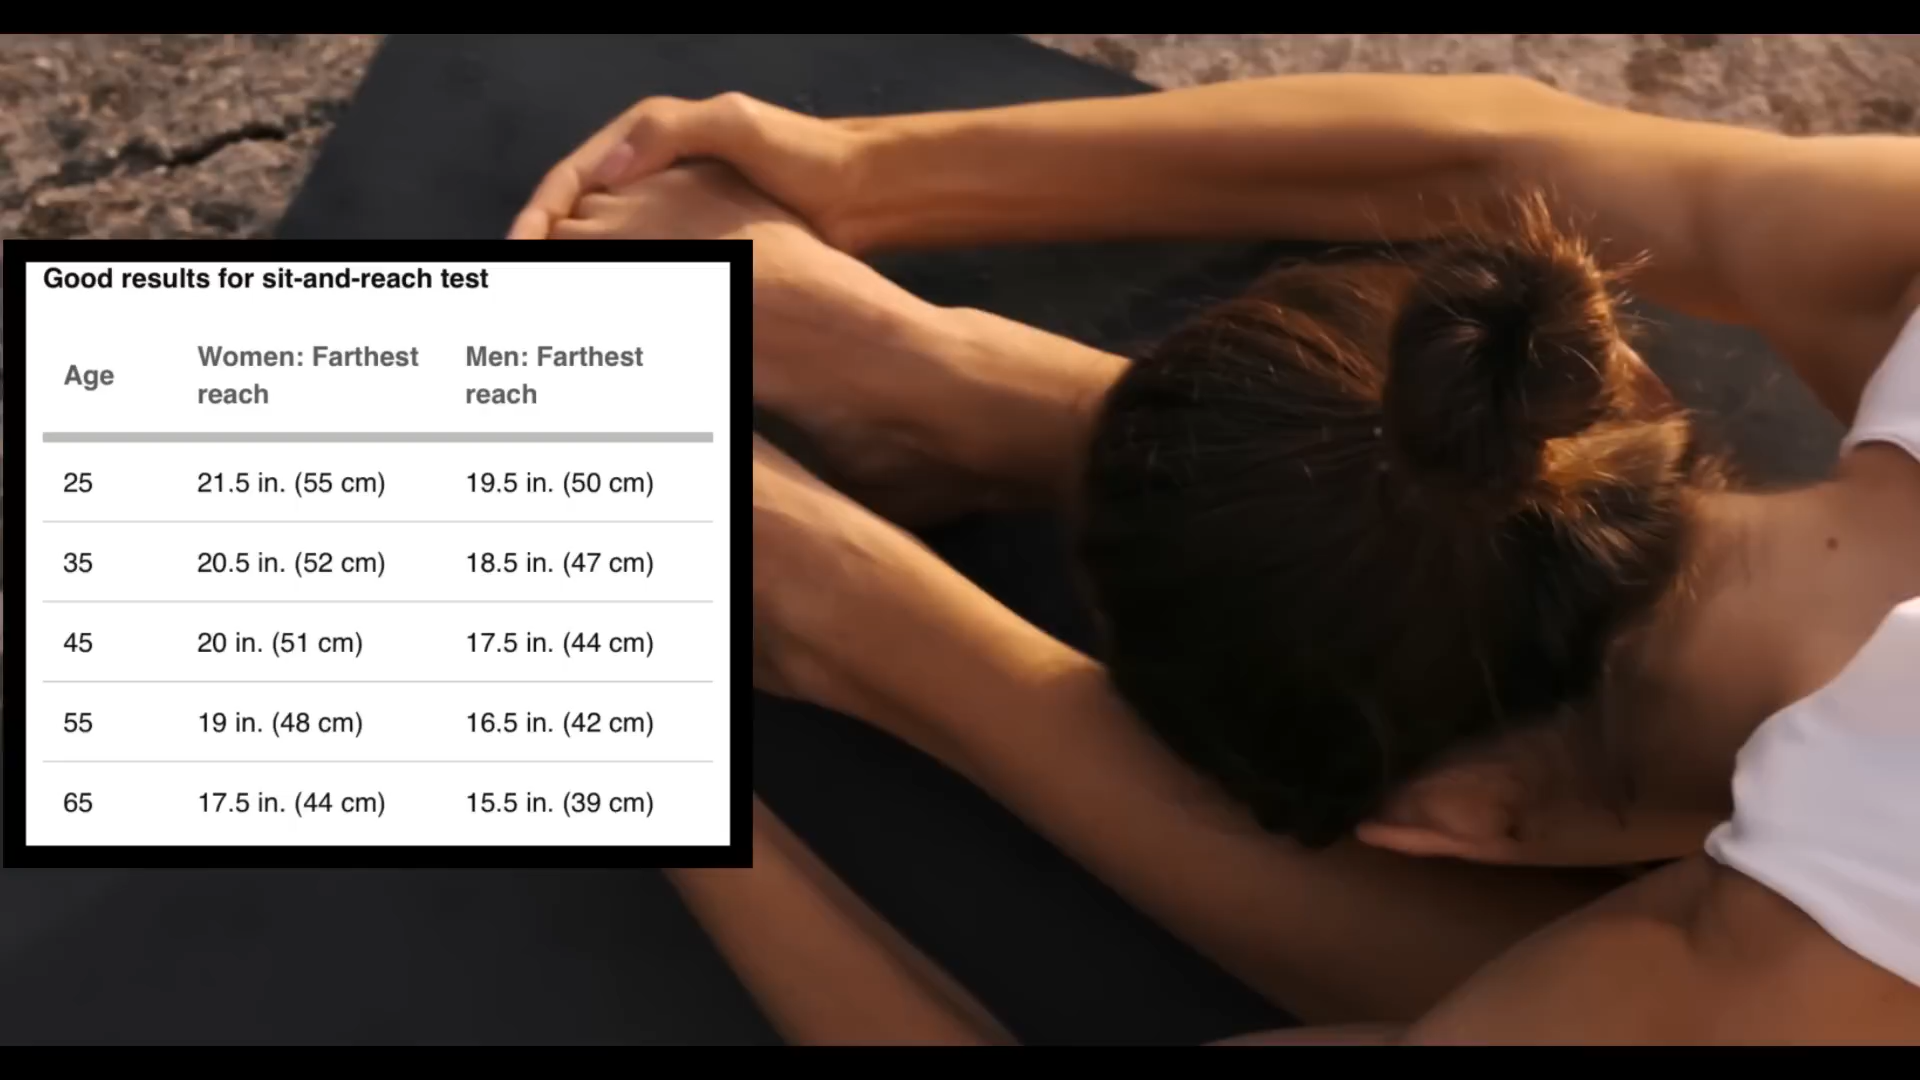 Good results for sit-and-reach test
Age Women: Farthest reach Men: Farthest reach
25 21.5 in. (55 cm) 19.5 in. (50 cm)
35 20.5 in. (52 cm) 18.5 in. (47 cm)
45 20 in. (51 cm) 17.5 in. (44 cm)
55 19 in. (48 cm) 16.5 in. (42 cm)
65 17.5 in. (44 cm) 15.5 in. (39 cm)